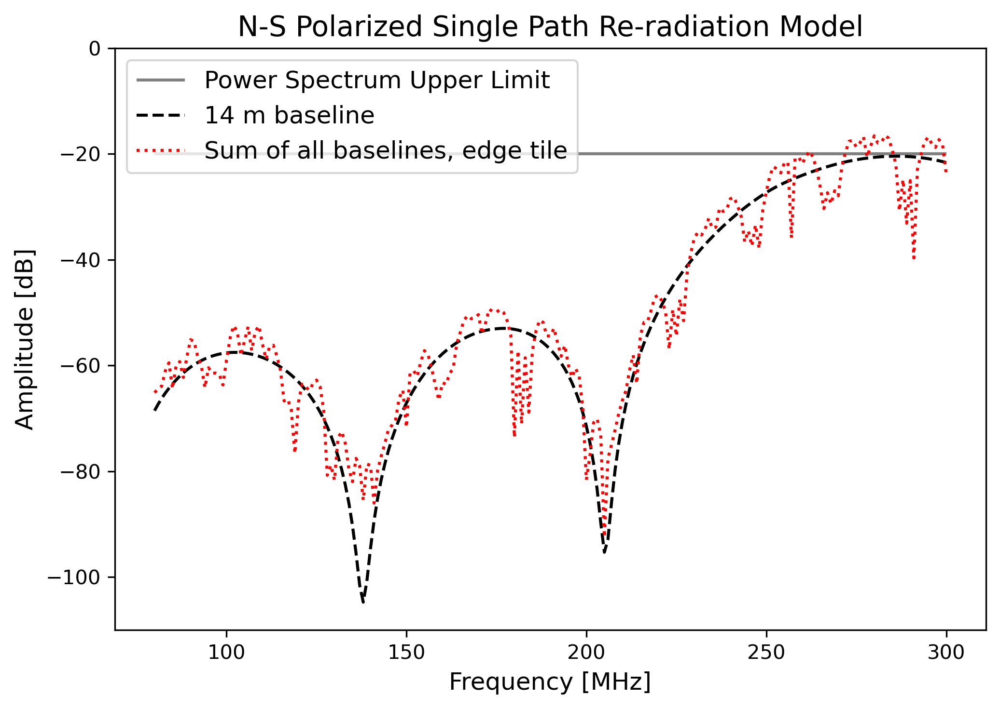 N-S Polarized Single Path Re-radiation Model
Power Spectrum Upper Limit
14 m baseline
Sum of all baselines, edge tile
0
−20
−40
−60
−80
−100
Amplitude [dB]
100 150 200 250 300
Frequency [MHz]